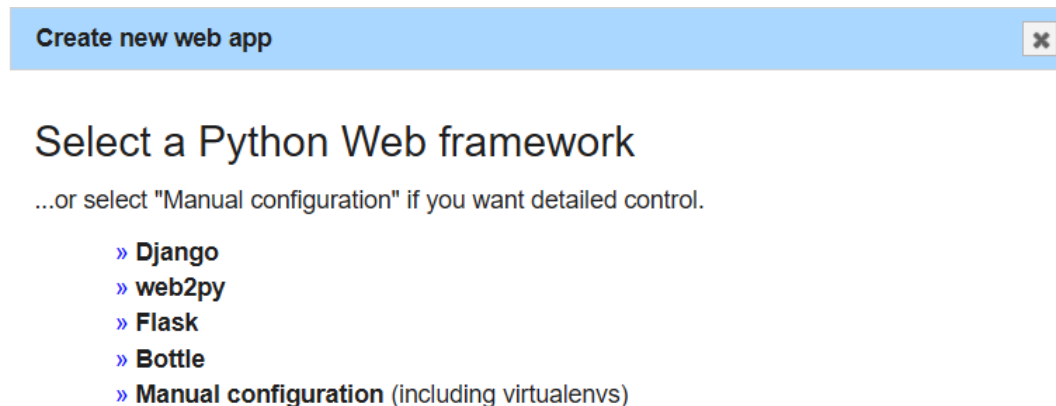 Create new web app
Select a Python Web framework
...or select "Manual configuration" if you want detailed control.
» Django
» web2py
» Flask
» Bottle
» Manual configuration (including virtualenvs)